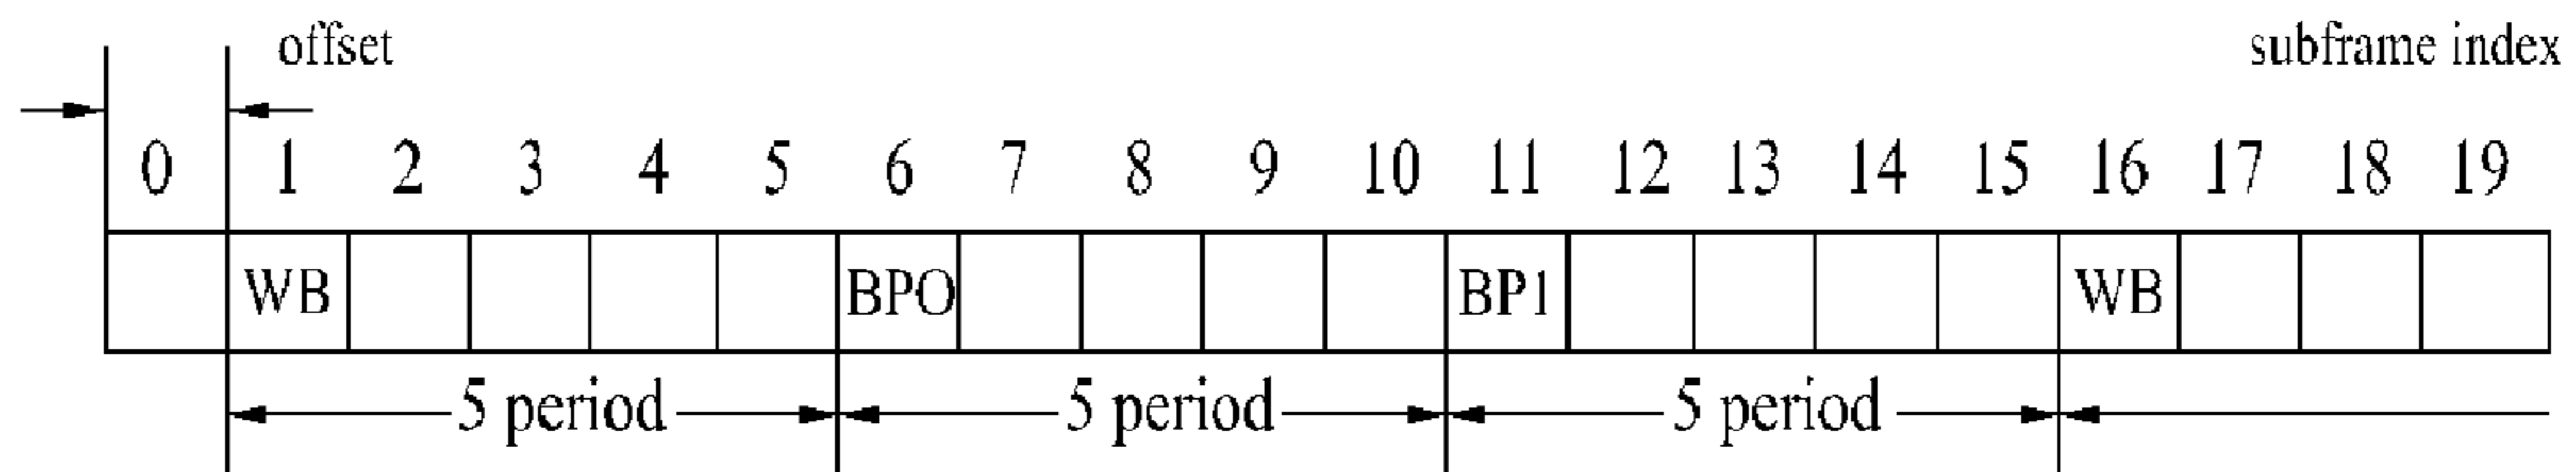 offset subframe index
0 1 2 3 4 5 6 7 8 9 10 11 12 13 14 15 16 17 18 19
WB BPO BP1 WB
5 period 5 period 5 period